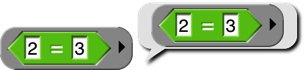 2 = 3
2 = 3